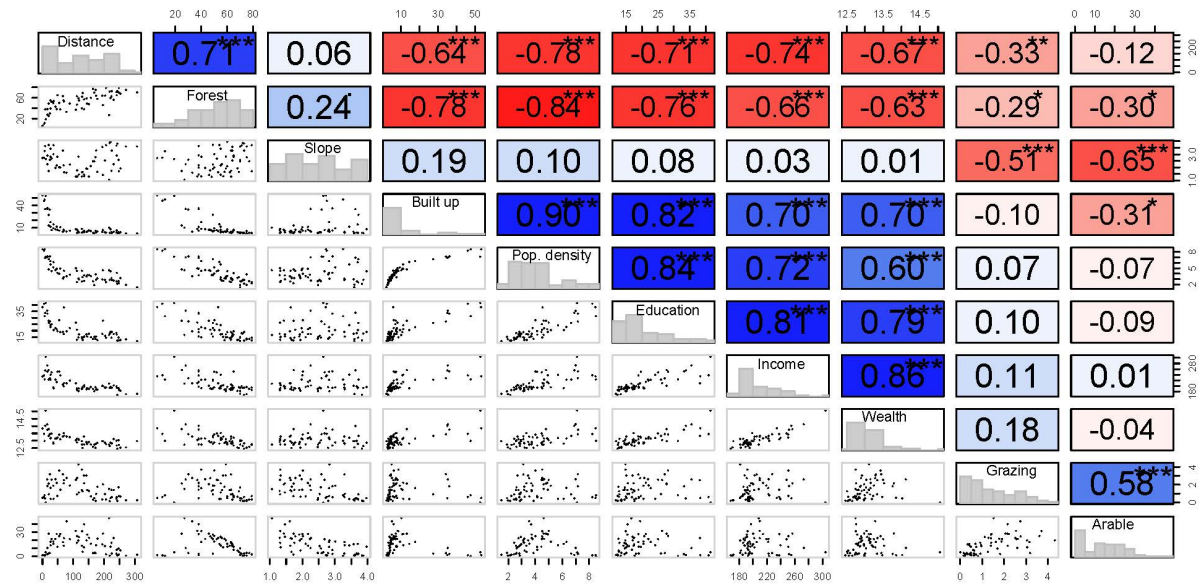 20 40 60 80 10 30 50 15 25 35 12.5 13.5 14.5 0 10 30
Distance 0.71*** 0.06 -0.64*** -0.78*** -0.71*** -0.74*** -0.67*** -0.33** -0.12 0 200
20 60 Forest 0.24. -0.78*** -0.84*** -0.76*** -0.66*** -0.63*** -0.29* -0.30*
Slope 0.19 0.10 0.08 0.03 0.01 -0.51*** -0.65*** 1.0 3.0
10 40 Built up 0.90*** 0.82*** 0.70*** 0.70*** -0.10 -0.31*
Pop. density 0.84*** 0.72*** 0.60*** 0.07 -0.07 2 4 8
15 35 Education 0.81*** 0.79*** 0.10 -0.09
Income 0.86*** 0.11 0.01 180 280
12.5 14.5 Wealth 0.18 -0.04
Grazing 0.58*** 0 2 4
0 30 Arable
0 100 200 300 1.0 2.0 3.0 4.0 2 4 6 8 180 220 260 300 0 1 2 3 4